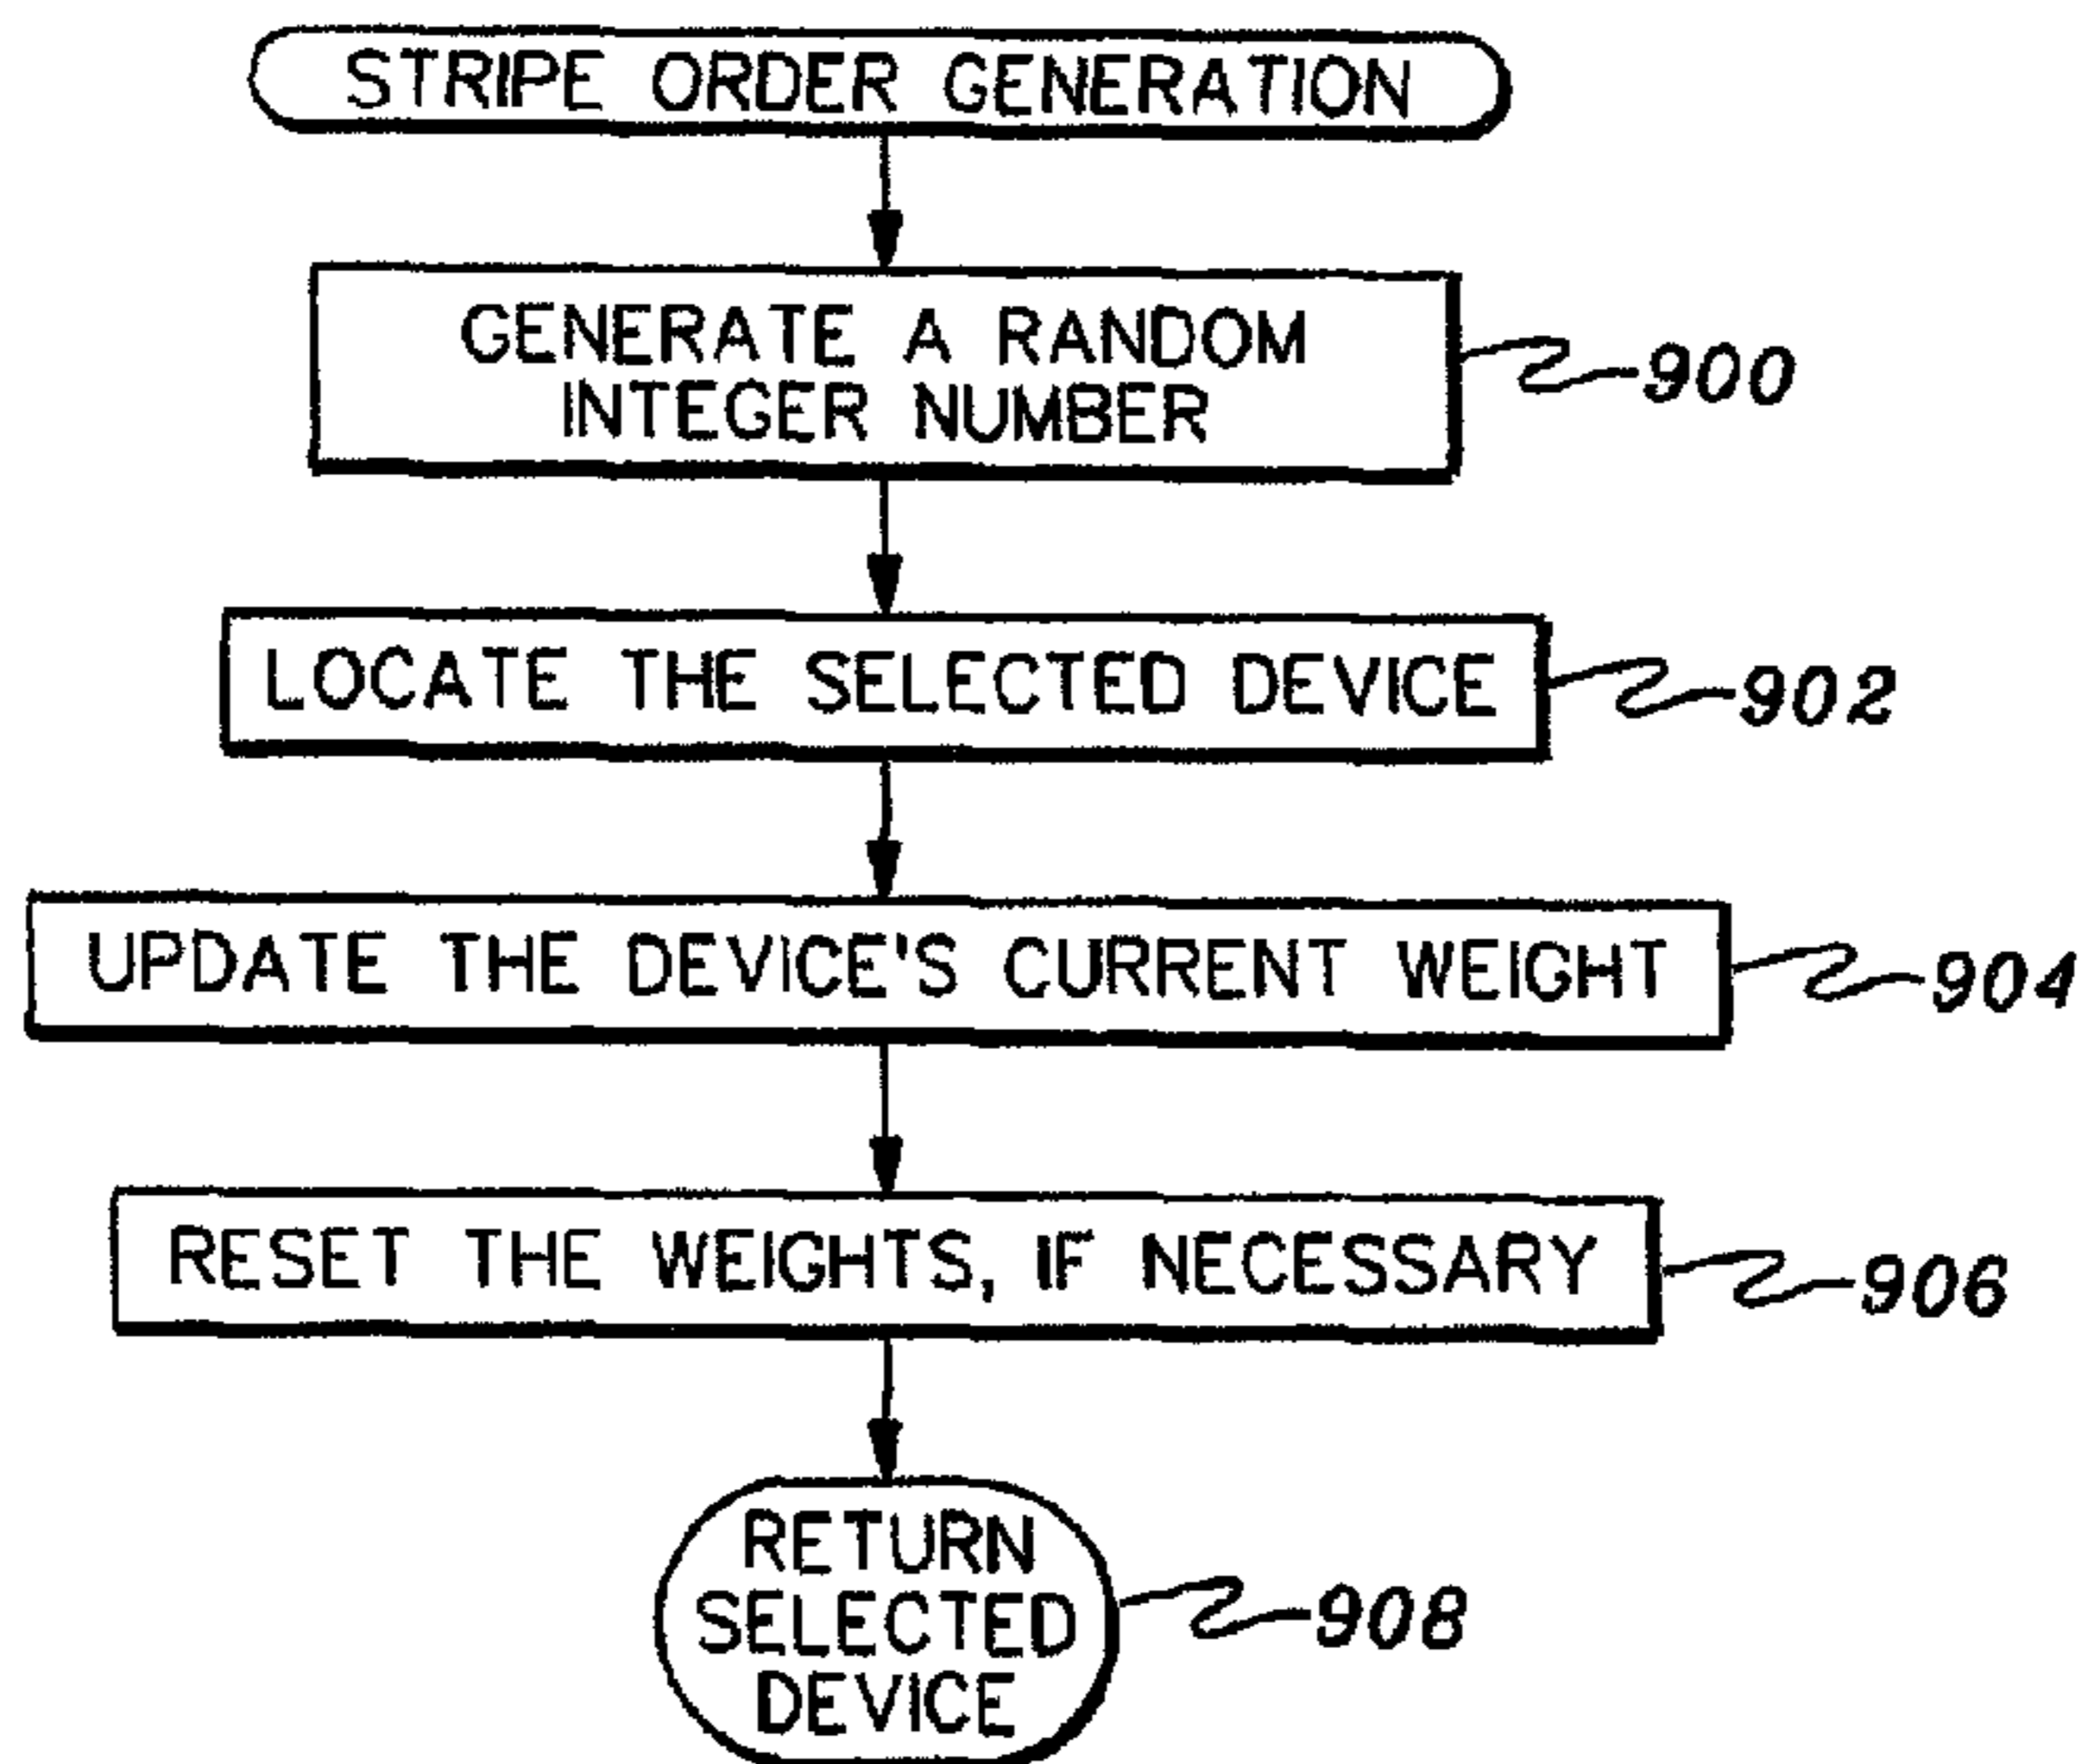 STRIPE ORDER GENERATION
GENERATE A RANDOM
INTEGER NUMBER
900
LOCATE THE SELECTED DEVICE
902
UPDATE THE DEVICE'S CURRENT WEIGHT
904
RESET THE WEIGHTS, IF NECESSARY
906
RETURN
SELECTED
DEVICE
908